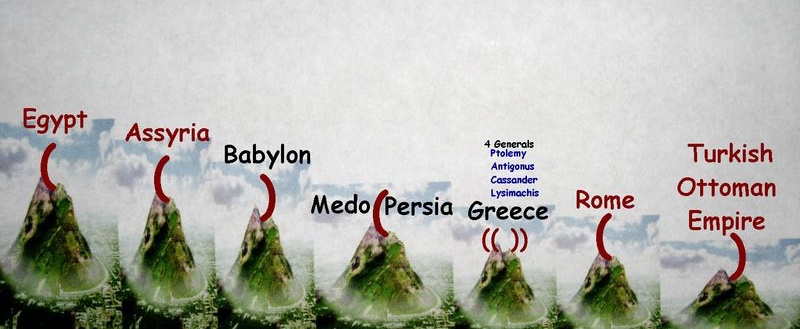 Egypt
Assyria
Babylon
Medo Persia
4 Generals
Ptolemy
Antigonus
Cassander
Lysimachis
Greece
Rome
Turkish
Ottoman
Empire